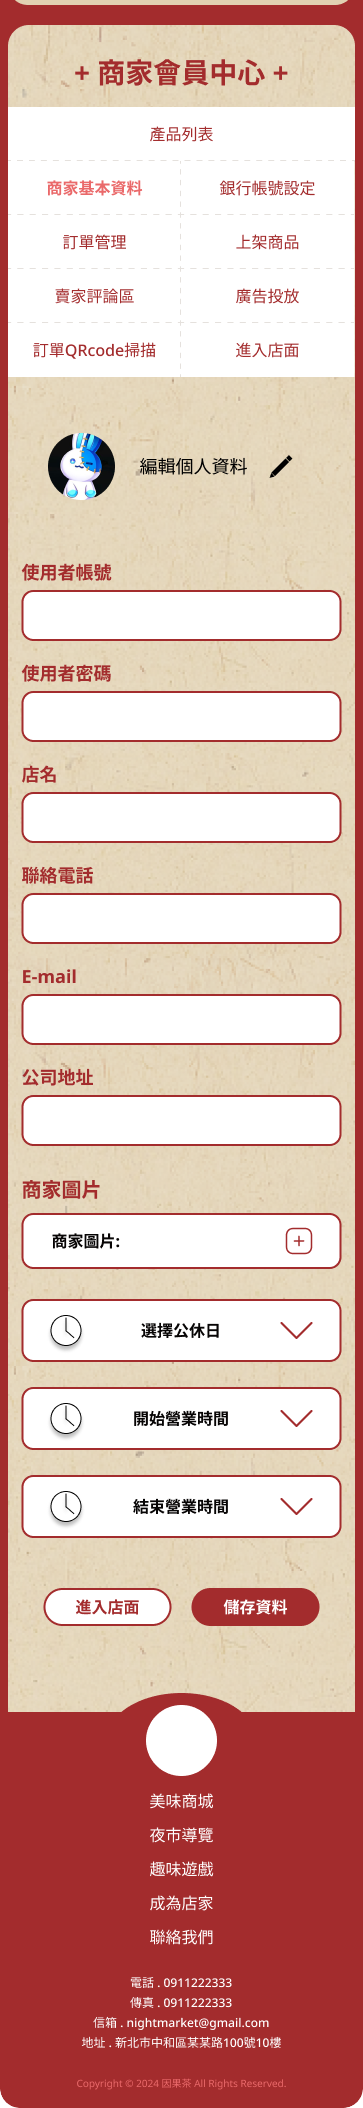 + 商家會員中心 +
產品列表
商家基本資料
銀行帳號設定
訂單管理
上架商品
賣家評論區
廣告投放
訂單QRcode掃描
進入店面
編輯個人資料
使用者帳號
使用者密碼
店名
聯絡電話
E-mail
公司地址
商家圖片
商家圖片:
選擇公休日
開始營業時間
結束營業時間
進入店面
儲存資料
美味商城
夜市導覽
趣味遊戲
成為店家
聯絡我們
電話 . 0911222333
傳真 . 0911222333
信箱 . nightmarket@gmail.com
地址 . 新北市中和區某某路100號10樓
Copyright © 2024 因果茶 All Rights Reserved.